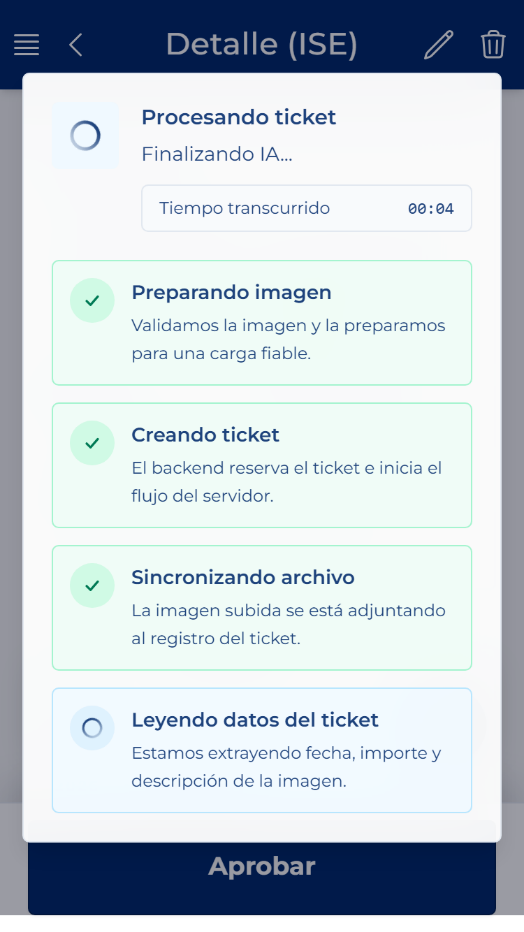 Detalle (ISE)
Procesando ticket
Finalizando IA...
Tiempo transcurrido 00:04
Preparando imagen
Validamos la imagen y la preparamos
para una carga fiable.
Creando ticket
El backend reserva el ticket e inicia el
flujo del servidor.
Sincronizando archivo
La imagen subida se está adjuntando
al registro del ticket.
Leyendo datos del ticket
Estamos extrayendo fecha, importe y
descripción de la imagen.
Aprobar